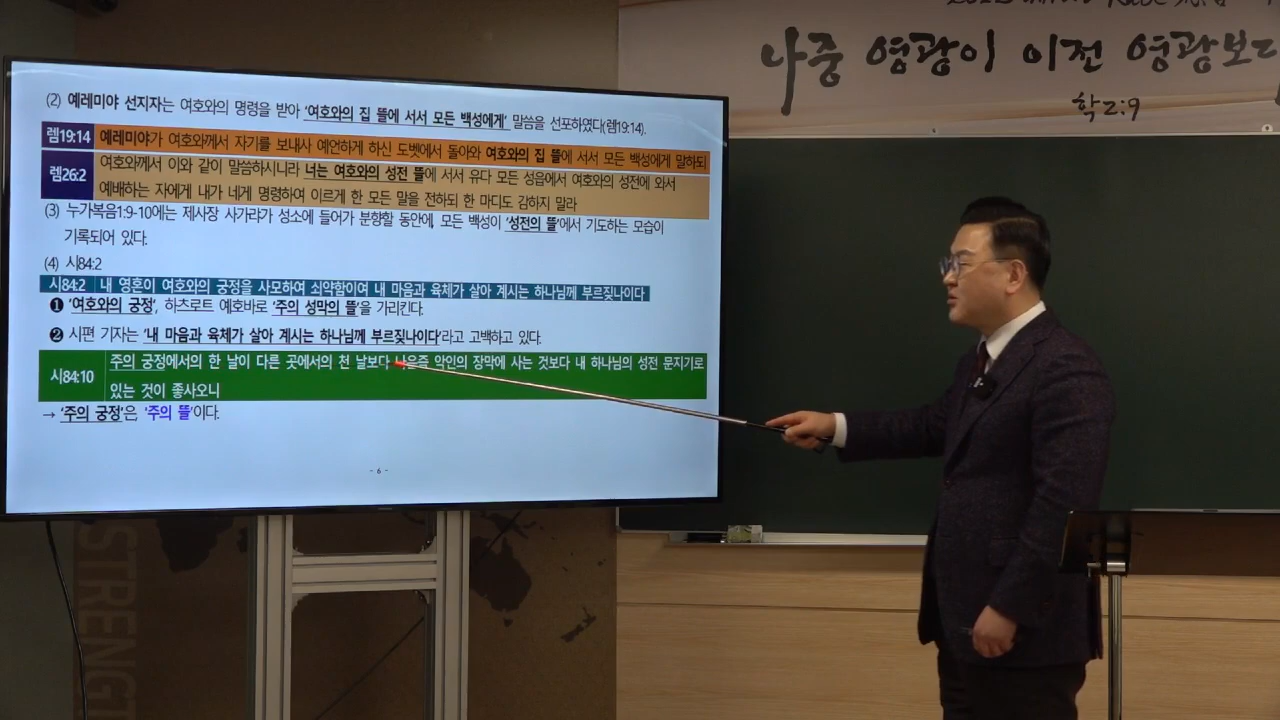 나중 영광이 이전 영광보다
학2:9
(2) 예레미야 선지자는 여호와의 명령을 받아 '여호와의 집 뜰에 서서 모든 백성에게' 말씀을 선포하였다(렘19:14).
렘19:14 예레미야가 여호와께서 자기를 보내사 예언하게 하신 도벳에서 돌아와 여호와의 집 뜰에 서서 모든 백성에게 말하되
렘26:2 여호와께서 이와 같이 말씀하시니라 너는 여호와의 성전 뜰에 서서 유다 모든 성읍에서 여호와의 성전에 와서
예배하는 자에게 내가 네게 명령하여 이르게 한 모든 말을 전하되 한 마디도 감하지 말라
(3) 누가복음1:9-10에는 제사장 사가랴가 성소에 들어가 분향할 동안에, 모든 백성이 '성전의 뜰'에서 기도하는 모습이
기록되어 있다.
(4) 시84:2
시84:2 내 영혼이 여호와의 궁정을 사모하여 쇠약함이여 내 마음과 육체가 살아 계시는 하나님께 부르짖나이다
❶ '여호와의 궁정', 하츠로트 예호바로 '주의 성막의 뜰'을 가리킨다.
❷ 시편 기자는 '내 마음과 육체가 살아 계시는 하나님께 부르짖나이다'라고 고백하고 있다.
시84:10 주의 궁정에서의 한 날이 다른 곳에서의 천 날보다 나은즉 악인의 장막에 사는 것보다 내 하나님의 성전 문지기로
있는 것이 좋사오니
→ '주의 궁정'은, '주의 뜰'이다.
- 6 -
STRENG